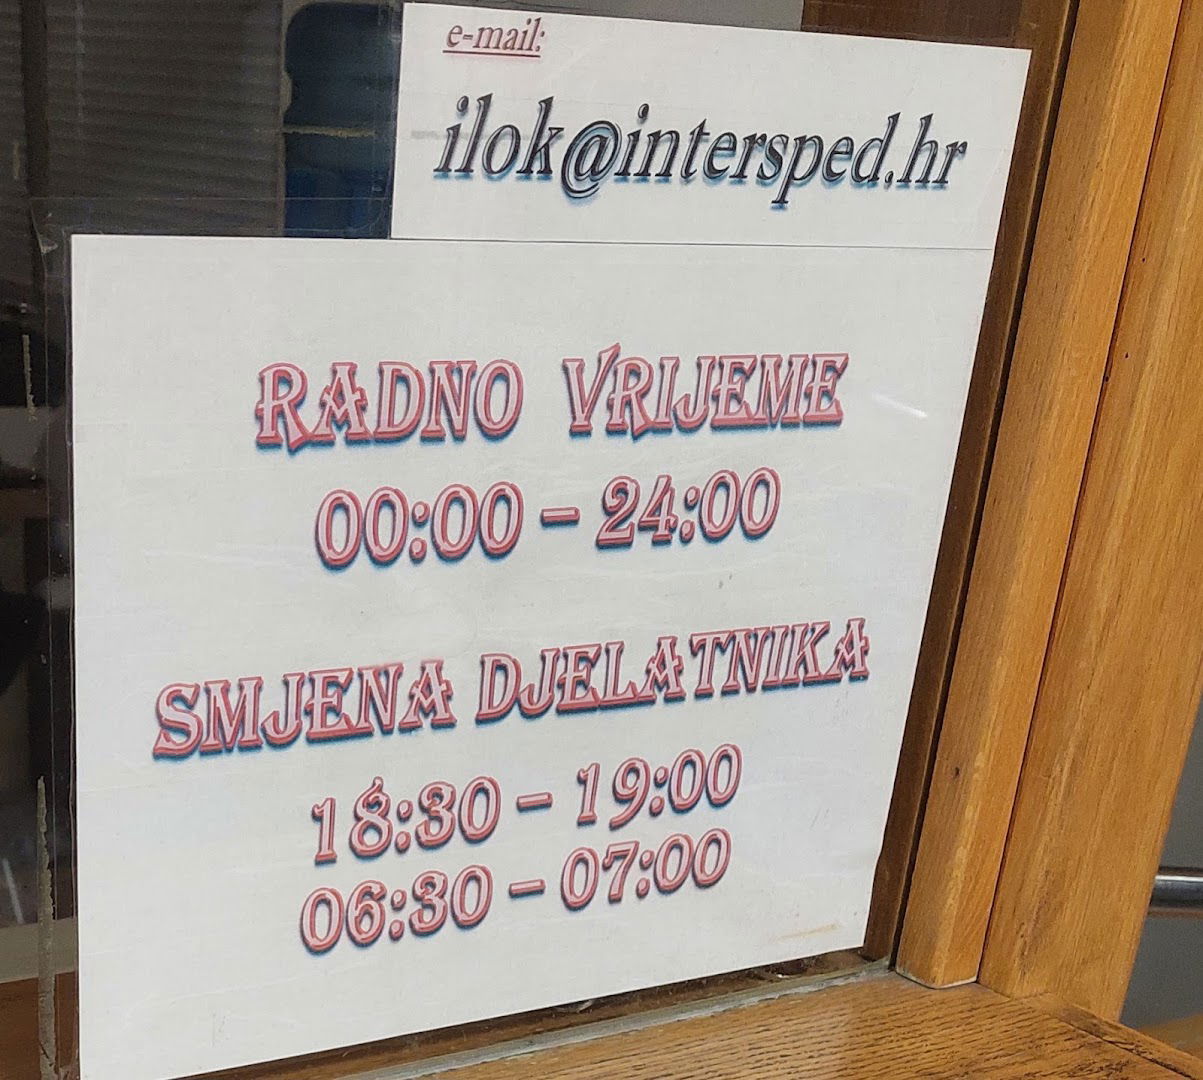 e-mail:
ilok@intersped.hr
RADNO VRIJEME
00:00 – 24:00
SMJENA DJELATNIKA
18:30 – 19:00
06:30 – 07:00